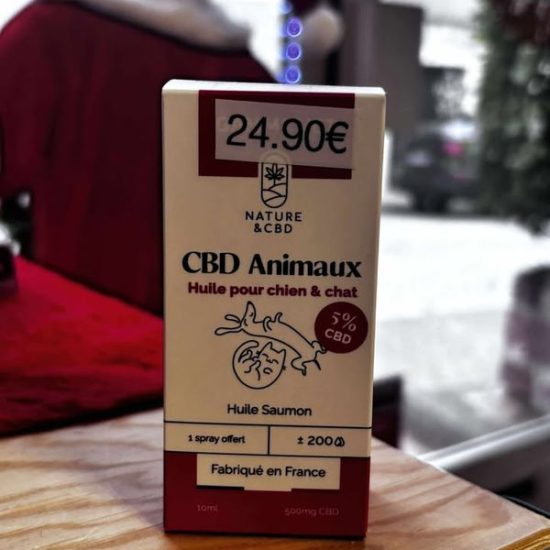 24.90€
NATURE
&CBD
CBD Animaux
Huile pour chien & chat
5%
CBD
Huile Saumon
1 spray offert
± 200
Fabriqué en France
10ml
500mg CBD